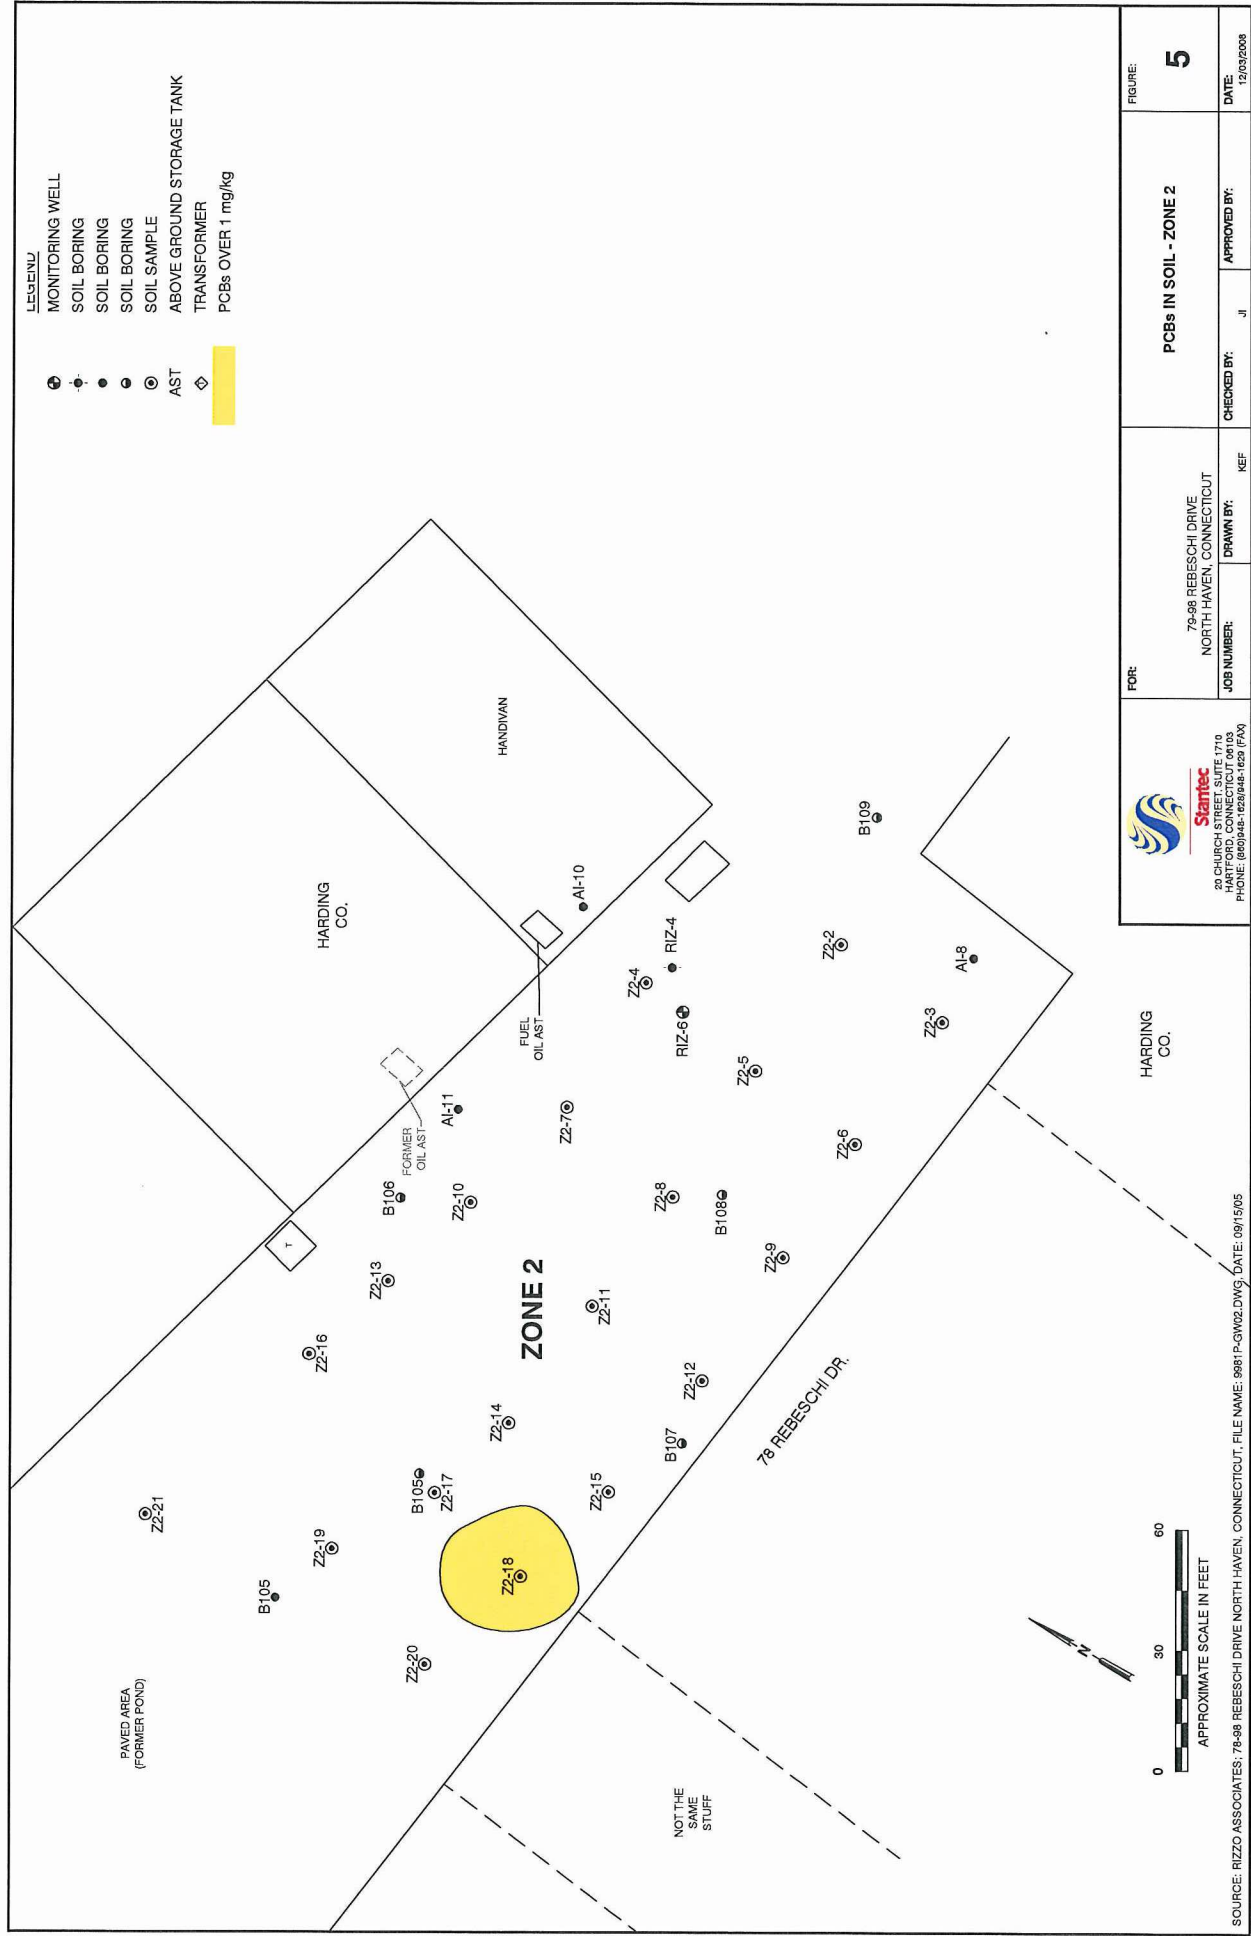 LEGEND
MONITORING WELL
SOIL BORING
SOIL BORING
SOIL BORING
SOIL SAMPLE
AST ABOVE GROUND STORAGE TANK
TRANSFORMER
PCBs OVER 1 mg/kg
PAVED AREA
(FORMER POND)
Z2-21
B105
Z2-19
Z2-20
B105
Z2-17
Z2-18
Z2-14
Z2-15
Z2-16
T
Z2-13
B106
Z2-10
FORMER
OIL AST
AI-11
HARDING
CO.
HANDIVAN
FUEL
OIL AST
AI-10
ZONE 2
Z2-11
Z2-12
B107
Z2-7
Z2-8
B108
Z2-9
Z2-4
RIZ-4
RIZ-6
Z2-5
Z2-6
Z2-2
Z2-3
AI-8
B109
78 REBESCHI DR.
HARDING
CO.
NOT THE
SAME
STUFF
N
0 30 60
APPROXIMATE SCALE IN FEET
SOURCE: RIZZO ASSOCIATES; 78-98 REBESCHI DRIVE NORTH HAVEN, CONNECTICUT, FILE NAME: 9981P-GW02.DWG, DATE: 09/15/05
Stantec
20 CHURCH STREET, SUITE 1710
HARTFORD, CONNECTICUT 06103
PHONE: (860)948-1628/948-1629 (FAX)
FOR:
79-98 REBESCHI DRIVE
NORTH HAVEN, CONNECTICUT
JOB NUMBER:
DRAWN BY: KEF
PCBs IN SOIL - ZONE 2
CHECKED BY: JI
APPROVED BY:
FIGURE:
5
DATE:
12/03/2008